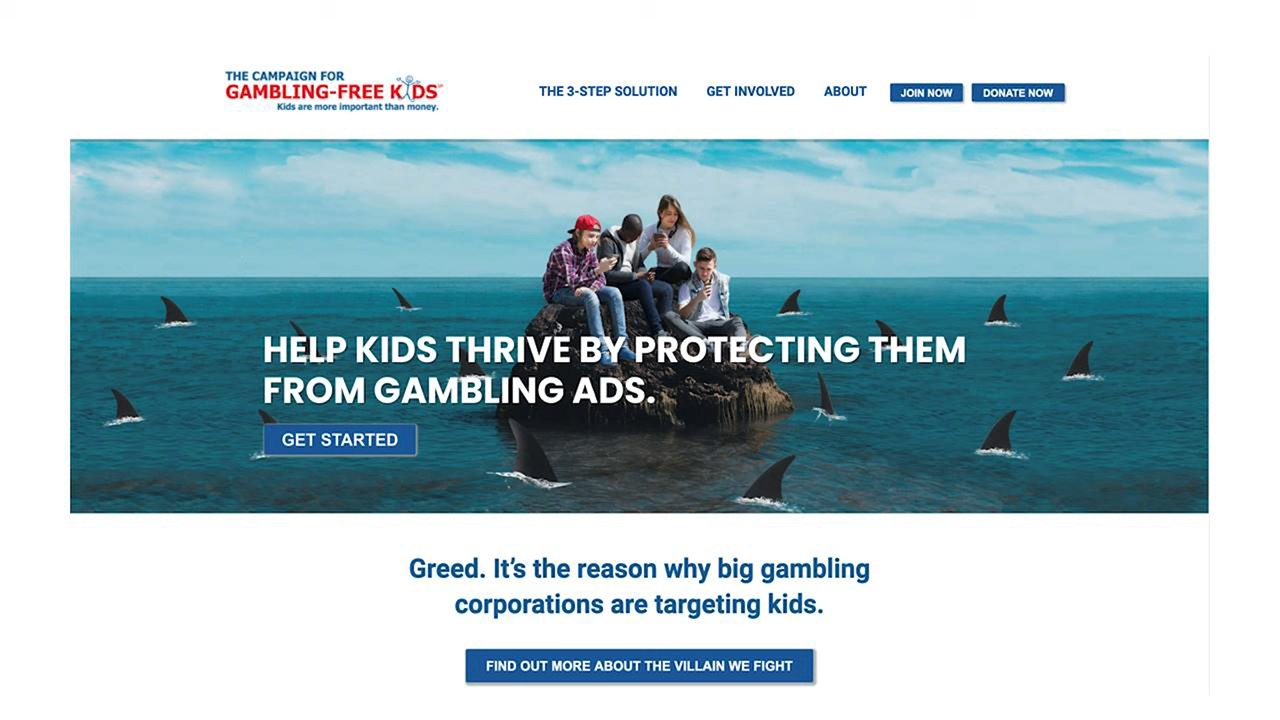 THE CAMPAIGN FOR
GAMBLING-FREE KIDS
Kids are more important than money.
THE 3-STEP SOLUTION
GET INVOLVED
ABOUT
JOIN NOW
DONATE NOW
HELP KIDS THRIVE BY PROTECTING THEM
FROM GAMBLING ADS.
GET STARTED
Greed. It’s the reason why big gambling
corporations are targeting kids.
FIND OUT MORE ABOUT THE VILLAIN WE FIGHT